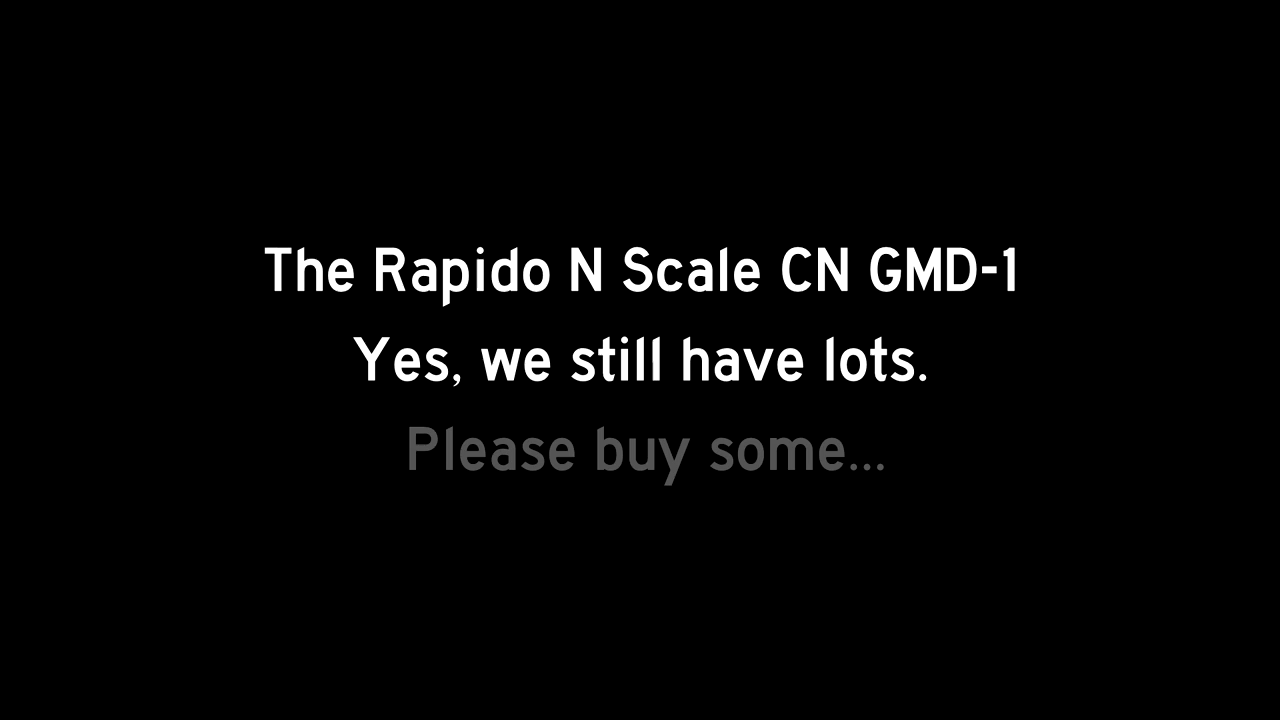 The Rapido N Scale CN GMD-1
Yes, we still have lots.
Please buy some...